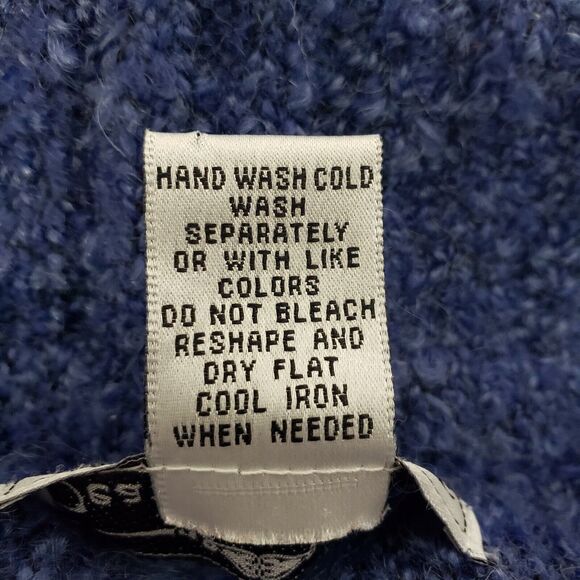 HAND WASH COLD
WASH
SEPARATELY
OR WITH LIKE
COLORS
DO NOT BLEACH
RESHAPE AND
DRY FLAT
COOL IRON
WHEN NEEDED